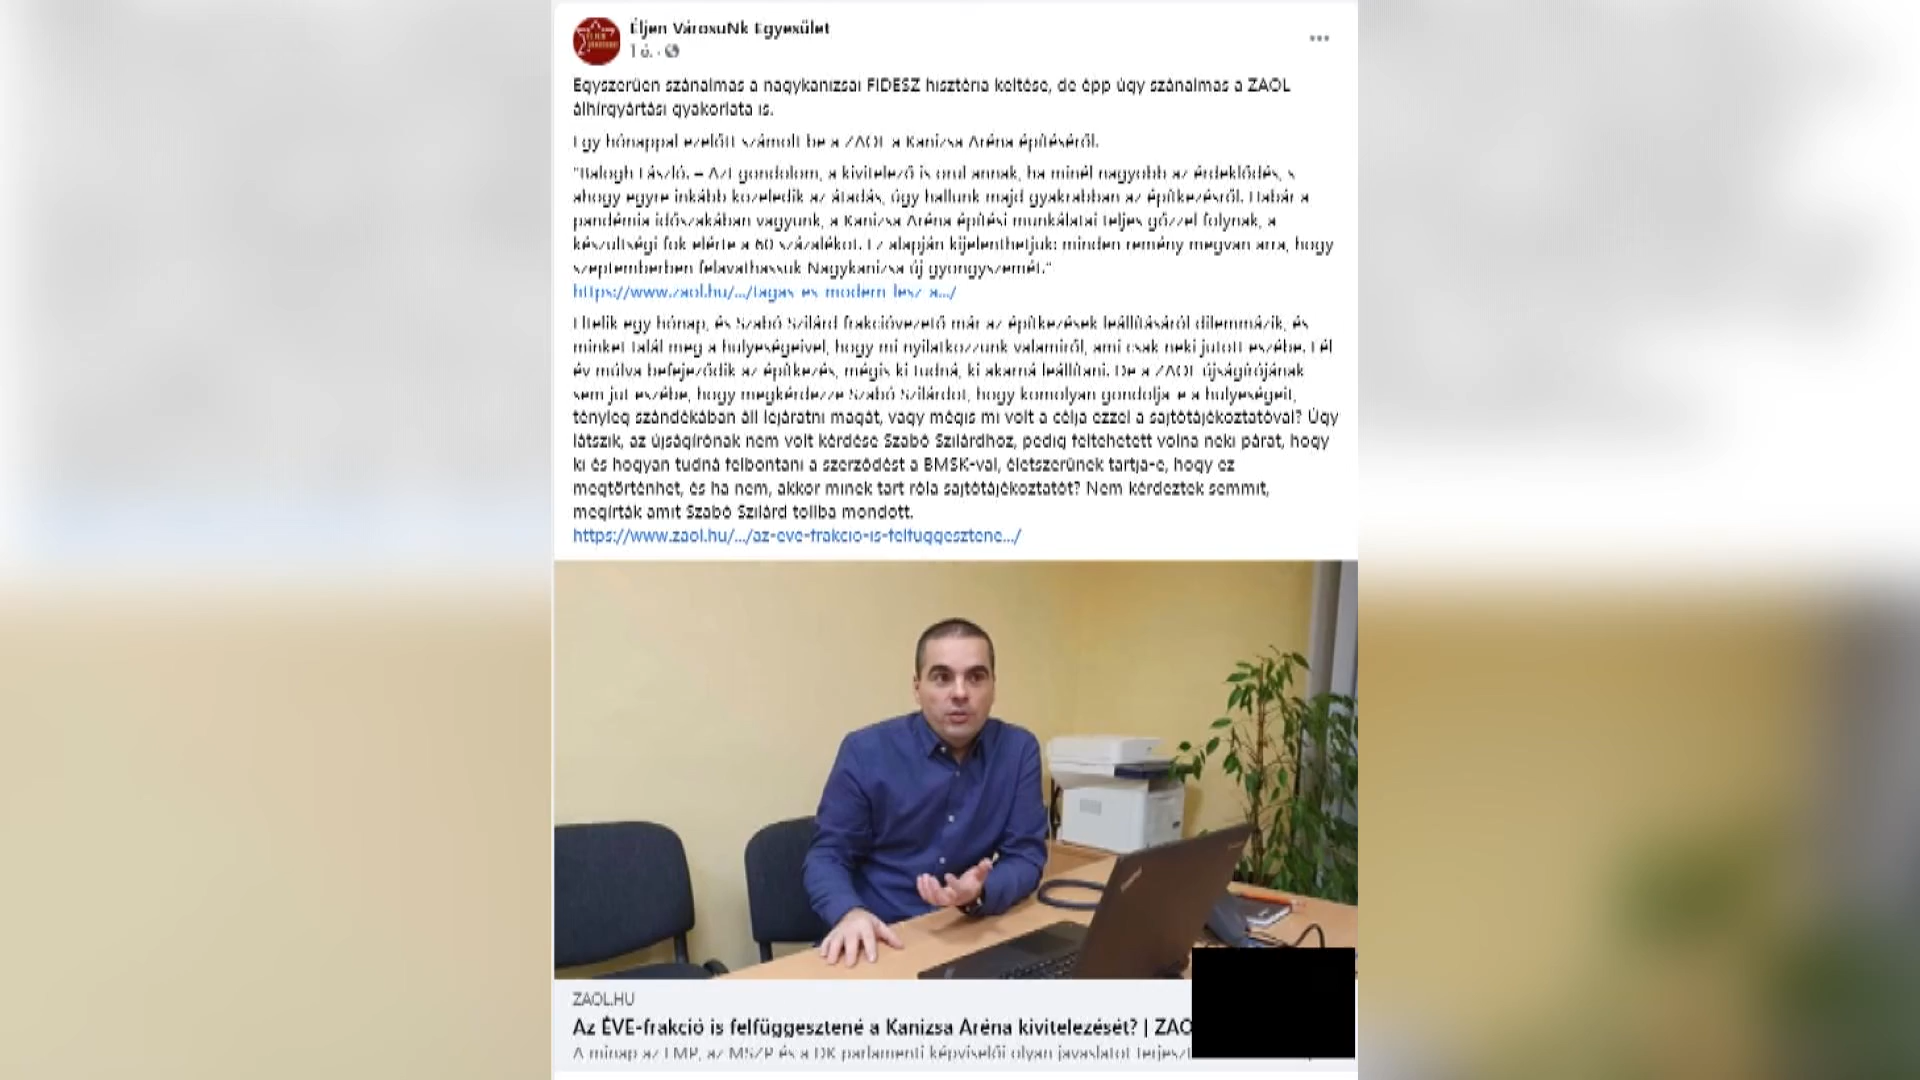 Éljen VárosuNk Egyesület
1 ó.
Egyszerűen szánalmas a nagykanizsai FIDESZ hisztéria keltése, de épp úgy szánalmas a ZAOL
álhírgyártási gyakorlata is.
Egy hónappal ezelőtt számolt be a ZAOL a Kanizsa Aréna építéséről.
"Balogh László. – Azt gondolom, a kivitelező is örül annak, ha minél nagyobb az érdeklődés, s
ahogy egyre inkább közeledik az átadás, úgy hallunk majd gyakrabban az építkezésről. Habár a
pandémia időszakában vagyunk, a Kanizsa Aréna építési munkálatai teljes gőzzel folynak, a
készültségi fok elérte a 60 százalékot. Ez alapján kijelenthetjük: minden remény megvan arra, hogy
szeptemberben felavathassuk Nagykanizsa új gyöngyszemét."
https://www.zaol.hu/.../tagas-es-modern-lesz-a.../
Eltelik egy hónap, és Szabó Szilárd frakcióvezető már az építkezések leállításáról dilemmázik, és
minket talál meg a hülyeségeivel, hogy mi nyilatkozzunk valamiről, ami csak neki jutott eszébe. Fél
év múlva befejeződik az építkezés, mégis ki tudná, ki akarná leállítani. De a ZAOL újságírójának
sem jut eszébe, hogy megkérdezze Szabó Szilárdot, hogy komolyan gondolja-e a hülyeségeit,
tényleg szándékában áll lejáratni magát, vagy mégis mi volt a célja ezzel a sajtótájékoztatóval? Úgy
látszik, az újságírónak nem volt kérdése Szabó Szilárdhoz, pedig feltehetett volna neki párat, hogy
ki és hogyan tudná felbontani a szerződést a BMSK-val, életszerűnek tartja-e, hogy ez
megtörténhet, és ha nem, akkor minek tart róla sajtótájékoztatót? Nem kérdeztek semmit,
megírták amit Szabó Szilárd tollba mondott.
https://www.zaol.hu/.../az-eve-frakcio-is-felfuggesztene.../
ZAOL.HU
Az ÉVE-frakció is felfüggesztené a Kanizsa Aréna kivitelezését? | ZAO
A minap az LMP, az MSZP és a DK parlamenti képviselői olyan javaslatot terjeszt